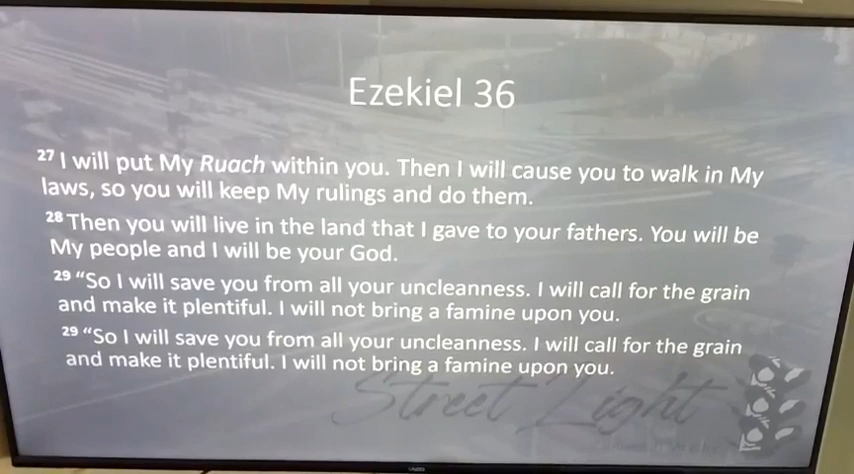 Ezekiel 36
27 I will put My Ruach within you. Then I will cause you to walk in My
laws, so you will keep My rulings and do them.
28 Then you will live in the land that I gave to your fathers. You will be
My people and I will be your God.
29 “So I will save you from all your uncleanness. I will call for the grain
and make it plentiful. I will not bring a famine upon you.
29 “So I will save you from all your uncleanness. I will call for the grain
and make it plentiful. I will not bring a famine upon you.
Street Light